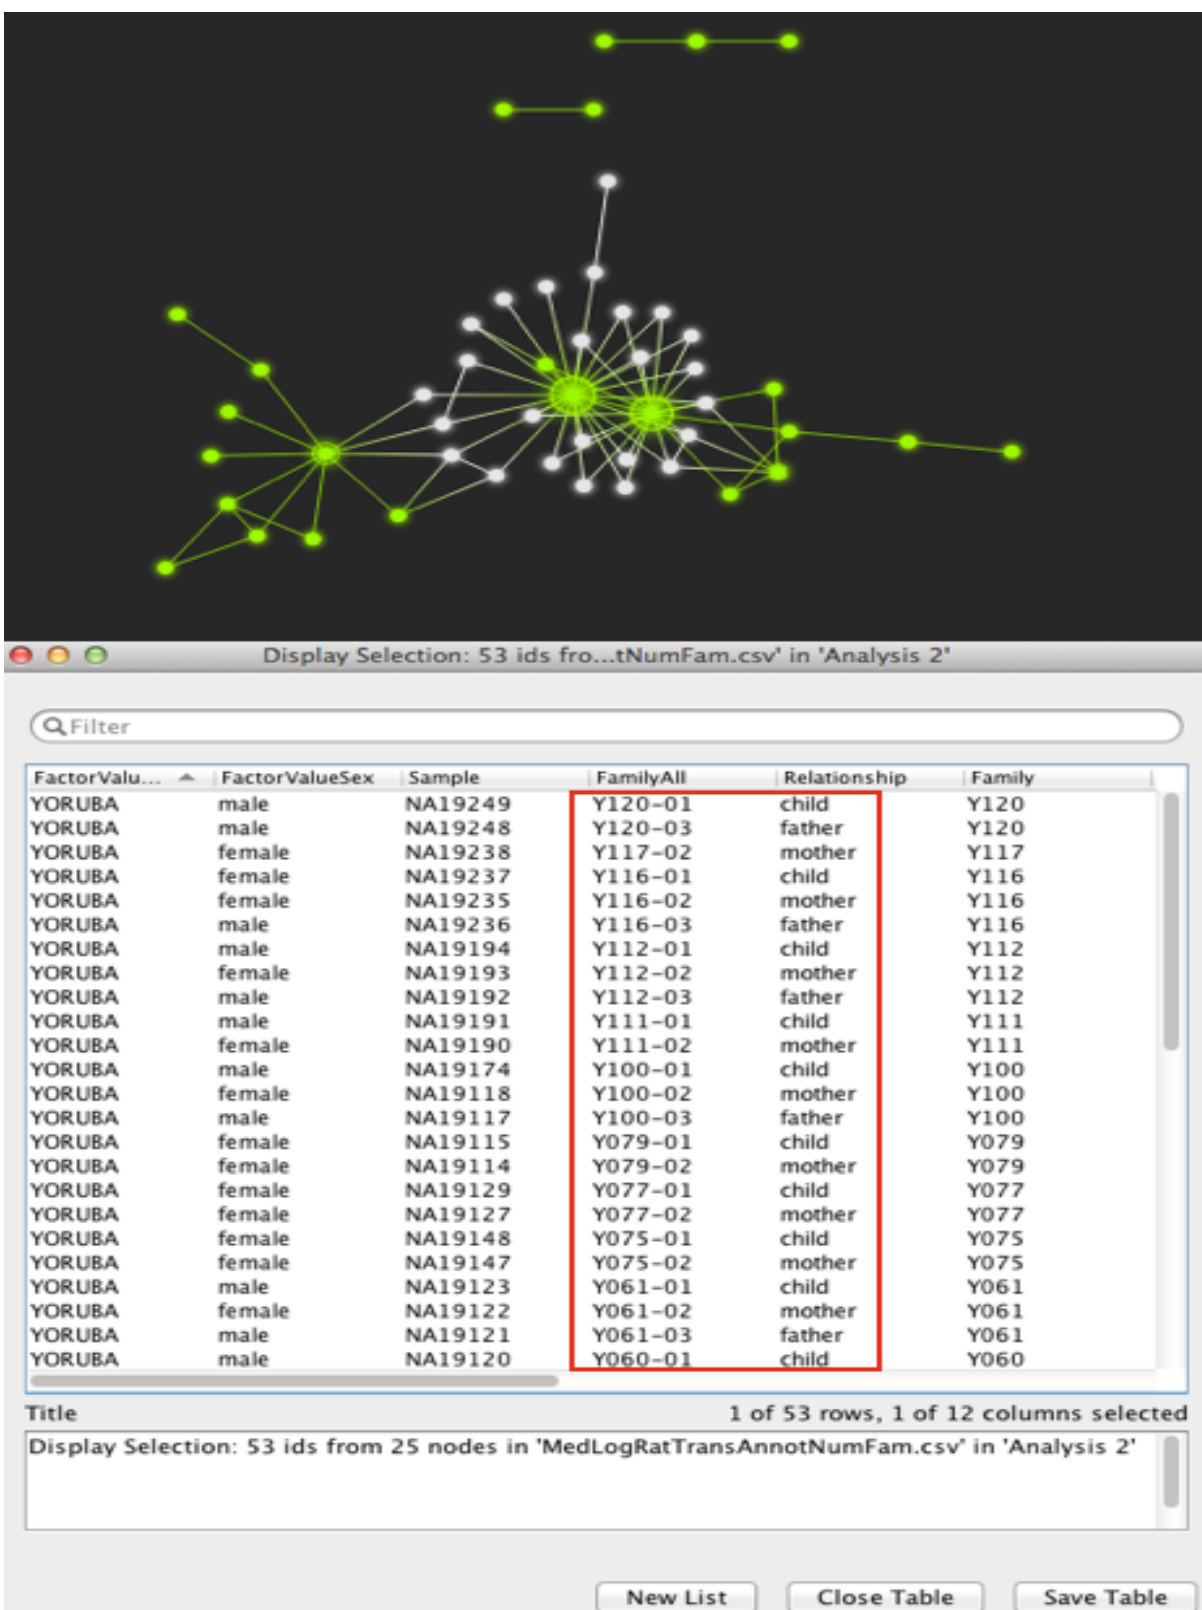 Display Selection: 53 ids fro...tNumFam.csv' in 'Analysis 2'
Filter
FactorValu... FactorValueSex Sample FamilyAll Relationship Family
YORUBA male NA19249 Y120-01 child Y120
YORUBA male NA19248 Y120-03 father Y120
YORUBA female NA19238 Y117-02 mother Y117
YORUBA female NA19237 Y116-01 child Y116
YORUBA female NA19235 Y116-02 mother Y116
YORUBA male NA19236 Y116-03 father Y116
YORUBA male NA19194 Y112-01 child Y112
YORUBA female NA19193 Y112-02 mother Y112
YORUBA male NA19192 Y112-03 father Y112
YORUBA male NA19191 Y111-01 child Y111
YORUBA female NA19190 Y111-02 mother Y111
YORUBA male NA19174 Y100-01 child Y100
YORUBA female NA19118 Y100-02 mother Y100
YORUBA male NA19117 Y100-03 father Y100
YORUBA female NA19115 Y079-01 child Y079
YORUBA female NA19114 Y079-02 mother Y079
YORUBA female NA19129 Y077-01 child Y077
YORUBA female NA19127 Y077-02 mother Y077
YORUBA female NA19148 Y075-01 child Y075
YORUBA female NA19147 Y075-02 mother Y075
YORUBA male NA19123 Y061-01 child Y061
YORUBA female NA19122 Y061-02 mother Y061
YORUBA male NA19121 Y061-03 father Y061
YORUBA male NA19120 Y060-01 child Y060
Title 1 of 53 rows, 1 of 12 columns selected
Display Selection: 53 ids from 25 nodes in 'MedLogRatTransAnnotNumFam.csv' in 'Analysis 2'
New List Close Table Save Table